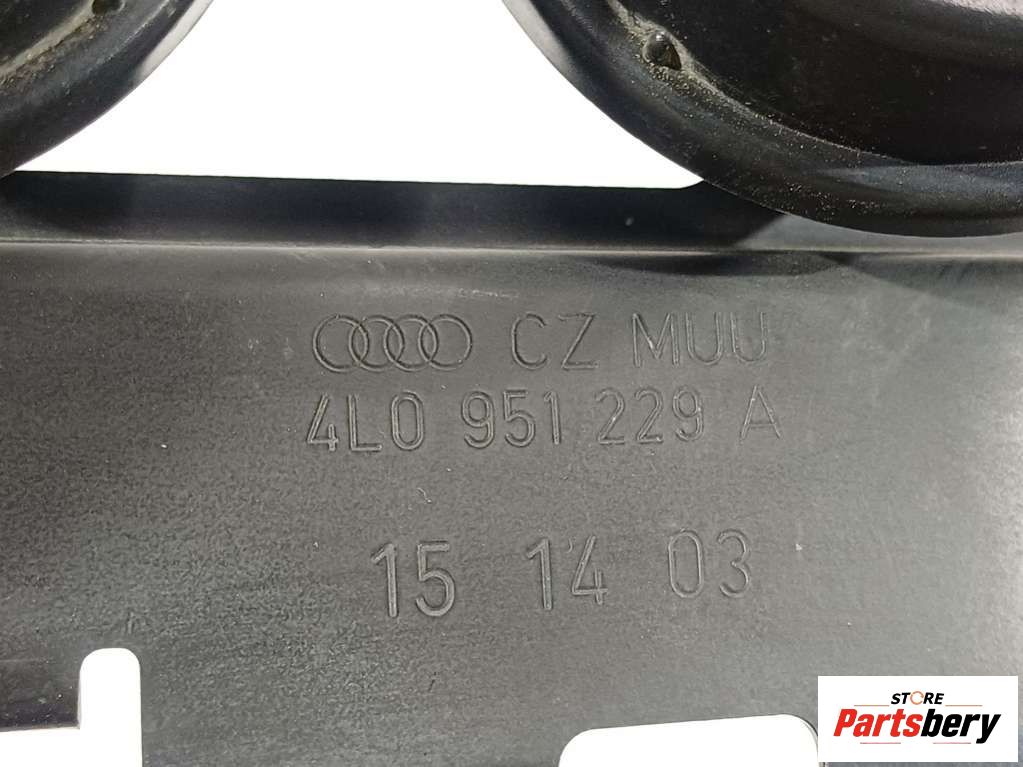 CZ MUU
4L0 951 229 A
15 14 03
STORE
Partsbery